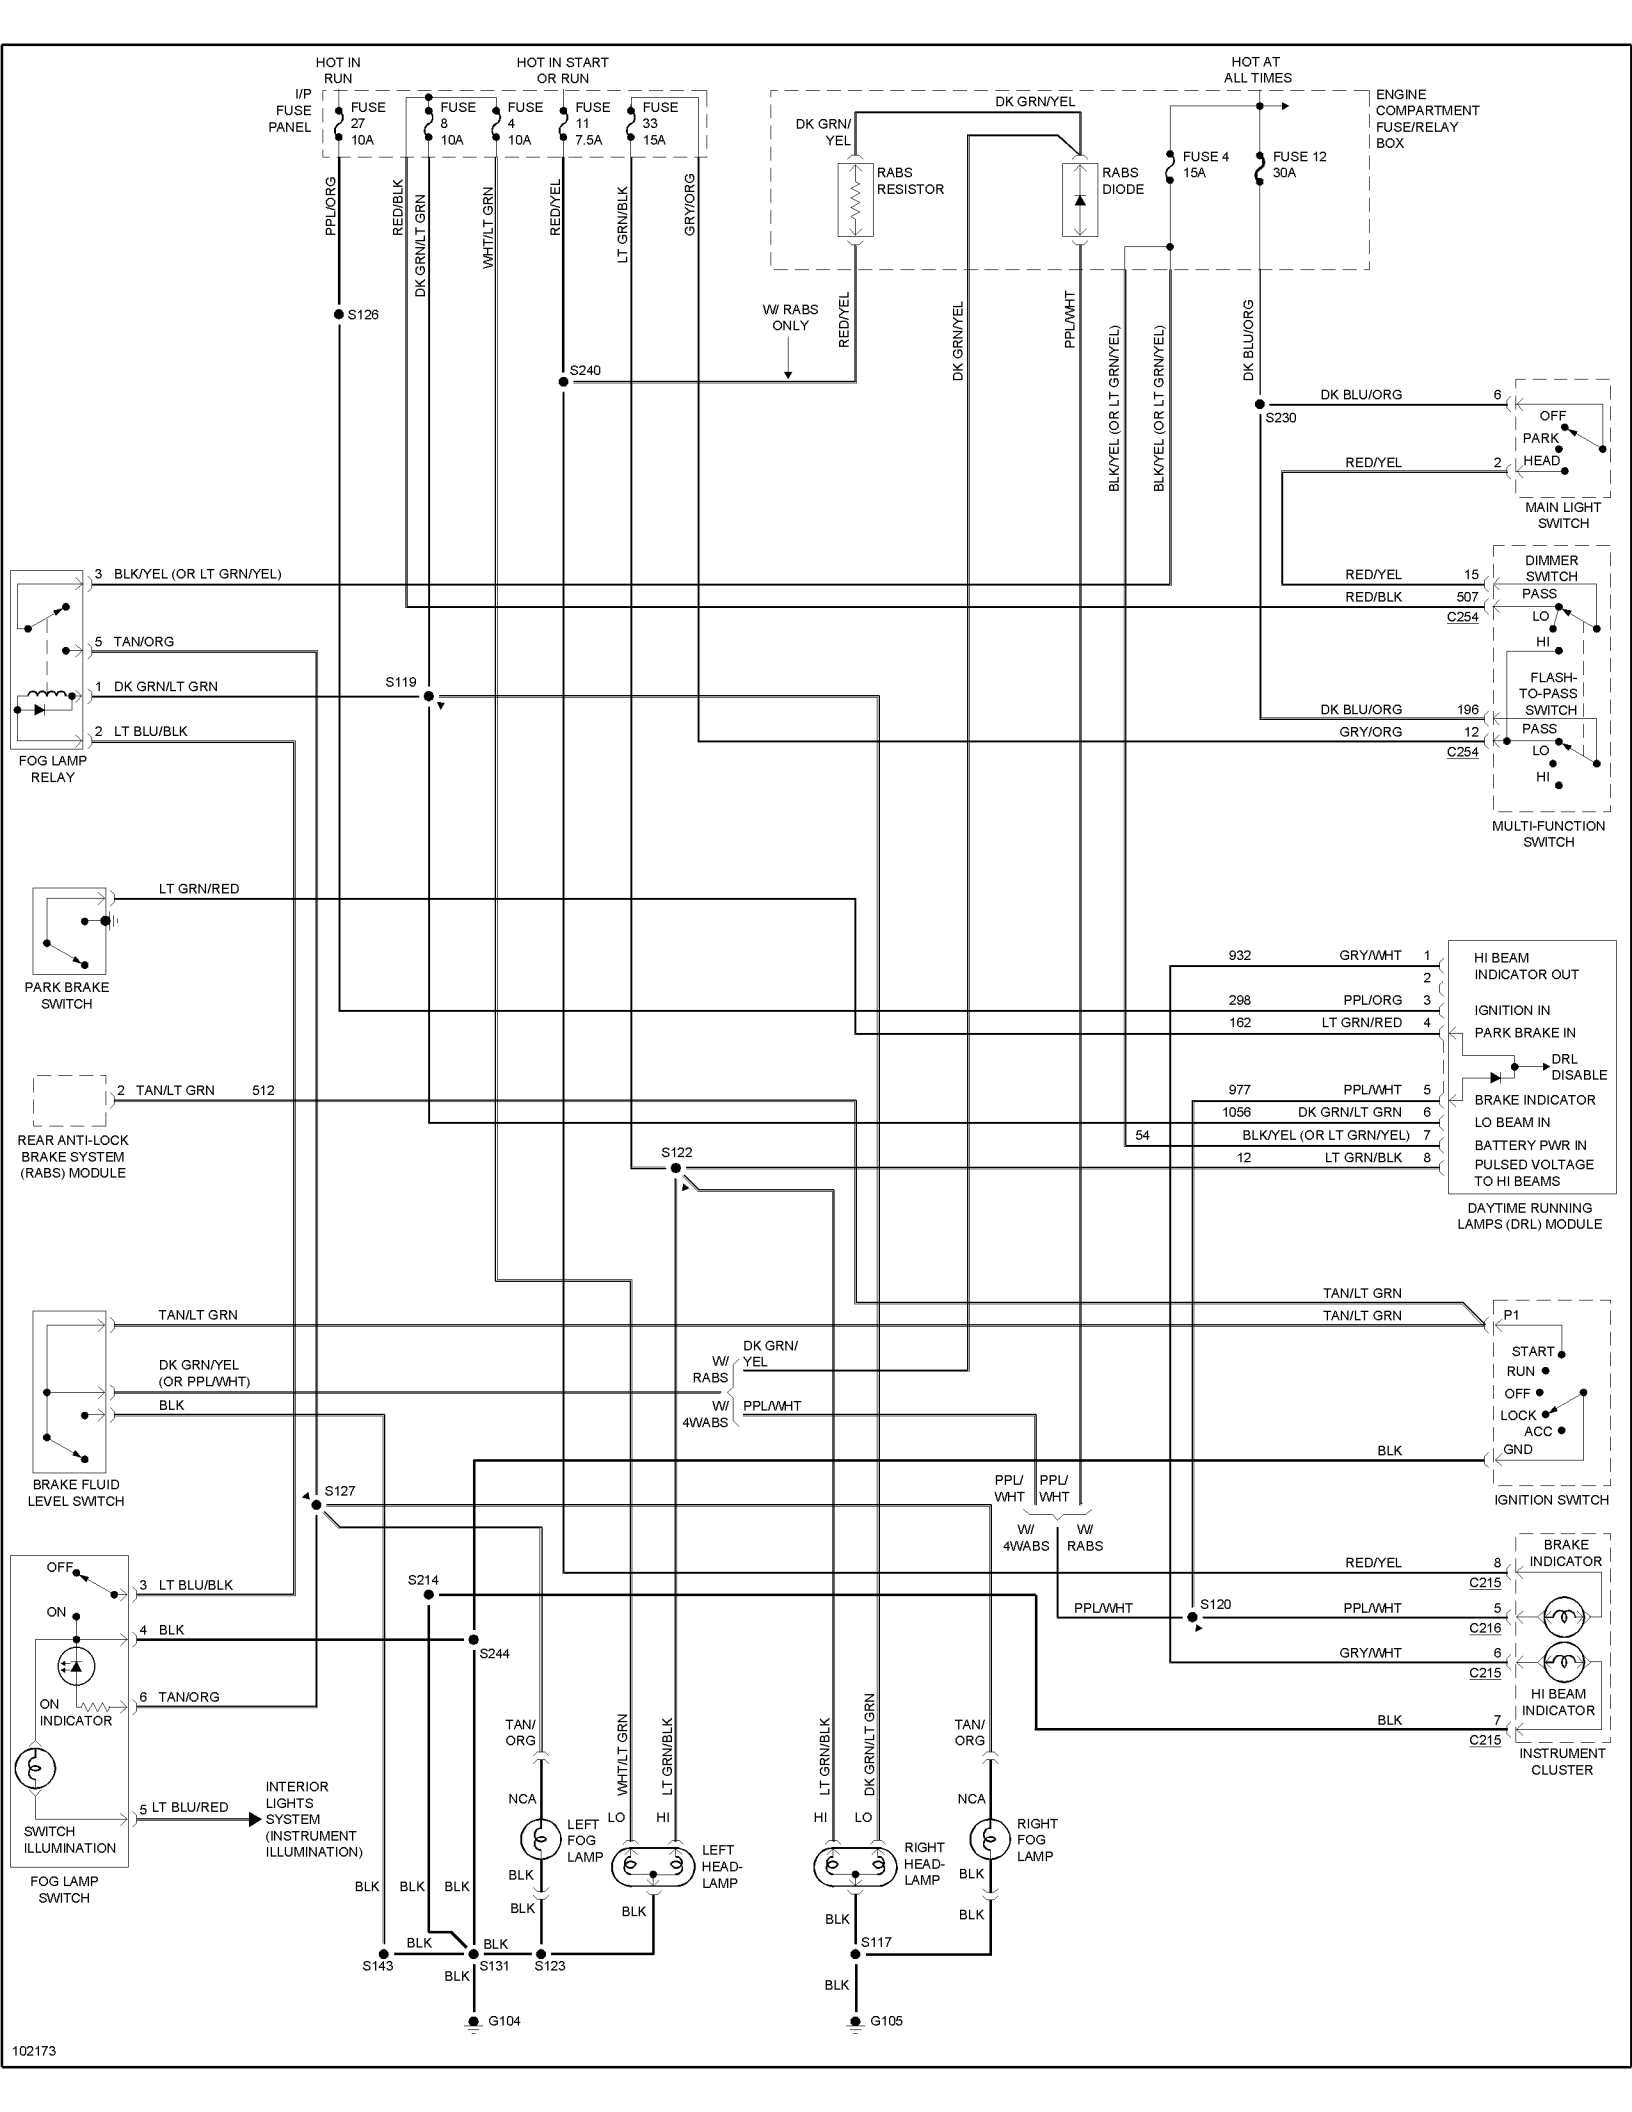 HOT IN
RUN
HOT IN START
OR RUN
HOT AT
ALL TIMES
I/P
FUSE
PANEL
FUSE
27
10A
FUSE
8
10A
FUSE
4
10A
FUSE
11
7.5A
FUSE
33
15A
DK GRN/YEL
DK GRN/
YEL
RABS
RESISTOR
RABS
DIODE
FUSE 4
15A
FUSE 12
30A
ENGINE
COMPARTMENT
FUSE/RELAY
BOX
PPL/ORG
RED/BLK
DK GRN/LT GRN
WHT/LT GRN
RED/YEL
LT GRN/BLK
GRY/ORG
S126
S240
W/ RABS
ONLY
RED/YEL
DK GRN/YEL
PPL/WHT
BLK/YEL (OR LT GRN/YEL)
BLK/YEL (OR LT GRN/YEL)
DK BLU/ORG
S230
DK BLU/ORG 6
OFF
PARK
HEAD
RED/YEL 2
MAIN LIGHT
SWITCH
DIMMER
SWITCH
RED/YEL 15
PASS
RED/BLK 507
C254
LO
HI
FLASH-
TO-PASS
SWITCH
DK BLU/ORG 196
PASS
GRY/ORG 12
C254
LO
HI
MULTI-FUNCTION
SWITCH
3 BLK/YEL (OR LT GRN/YEL)
5 TAN/ORG
1 DK GRN/LT GRN
S119
2 LT BLU/BLK
FOG LAMP
RELAY
LT GRN/RED
PARK BRAKE
SWITCH
932 GRY/WHT 1
HI BEAM
INDICATOR OUT
2
298 PPL/ORG 3 IGNITION IN
162 LT GRN/RED 4 PARK BRAKE IN
DRL
DISABLE
977 PPL/WHT 5 BRAKE INDICATOR
1056 DK GRN/LT GRN 6 LO BEAM IN
54 BLK/YEL (OR LT GRN/YEL) 7 BATTERY PWR IN
12 LT GRN/BLK 8 PULSED VOLTAGE
TO HI BEAMS
DAYTIME RUNNING
LAMPS (DRL) MODULE
2 TAN/LT GRN 512
REAR ANTI-LOCK
BRAKE SYSTEM
(RABS) MODULE
S122
TAN/LT GRN
TAN/LT GRN
TAN/LT GRN
P1
START
RUN
OFF
LOCK
ACC
GND
BLK
IGNITION SWITCH
DK GRN/YEL
(OR PPL/WHT)
BLK
BRAKE FLUID
LEVEL SWITCH
W/
RABS
DK GRN/
YEL
W/
4WABS
PPL/WHT
PPL/
WHT
PPL/
WHT
W/
4WABS
W/
RABS
S127
OFF
3 LT BLU/BLK
ON
4 BLK
S214
S244
ON
INDICATOR
6 TAN/ORG
5 LT BLU/RED
INTERIOR
LIGHTS
SYSTEM
(INSTRUMENT
ILLUMINATION)
SWITCH
ILLUMINATION
FOG LAMP
SWITCH
PPL/WHT
S120
RED/YEL 8
C215
BRAKE
INDICATOR
PPL/WHT 5
C216
GRY/WHT 6
C215
HI BEAM
INDICATOR
BLK 7
C215
INSTRUMENT
CLUSTER
TAN/
ORG
NCA
LEFT
FOG
LAMP
BLK
BLK
WHT/LT GRN
LT GRN/BLK
LO
HI
LEFT
HEAD-
LAMP
BLK
LT GRN/BLK
DK GRN/LT GRN
HI
LO
RIGHT
HEAD-
LAMP
BLK
TAN/
ORG
NCA
RIGHT
FOG
LAMP
BLK
BLK
BLK
BLK
BLK
BLK
BLK
S143
S131
S123
BLK
G104
S117
BLK
G105
102173